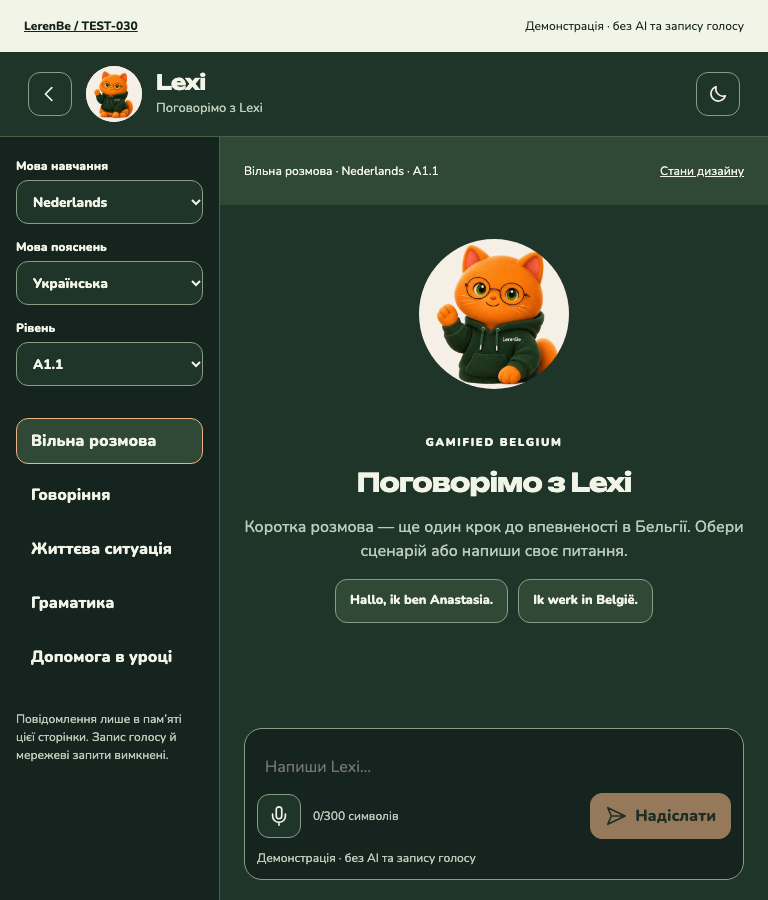 LerenBe / TEST-030
Демонстрація · без AI та запису голосу
Lexi
Поговорімо з Lexi
Мова навчання
Nederlands
Мова пояснень
Українська
Рівень
A1.1
Вільна розмова
Говоріння
Життєва ситуація
Граматика
Допомога в уроці
Повідомлення лише в пам’яті
цієї сторінки. Запис голосу й
мережеві запити вимкнені.
Вільна розмова · Nederlands · A1.1
Стани дизайну
LerenBe
GAMIFIED BELGIUM
Поговорімо з Lexi
Коротка розмова — ще один крок до впевненості в Бельгії. Обери
сценарій або напиши своє питання.
Hallo, ik ben Anastasia.
Ik werk in België.
Напиши Lexi...
0/300 символів
Надіслати
Демонстрація · без AI та запису голосу